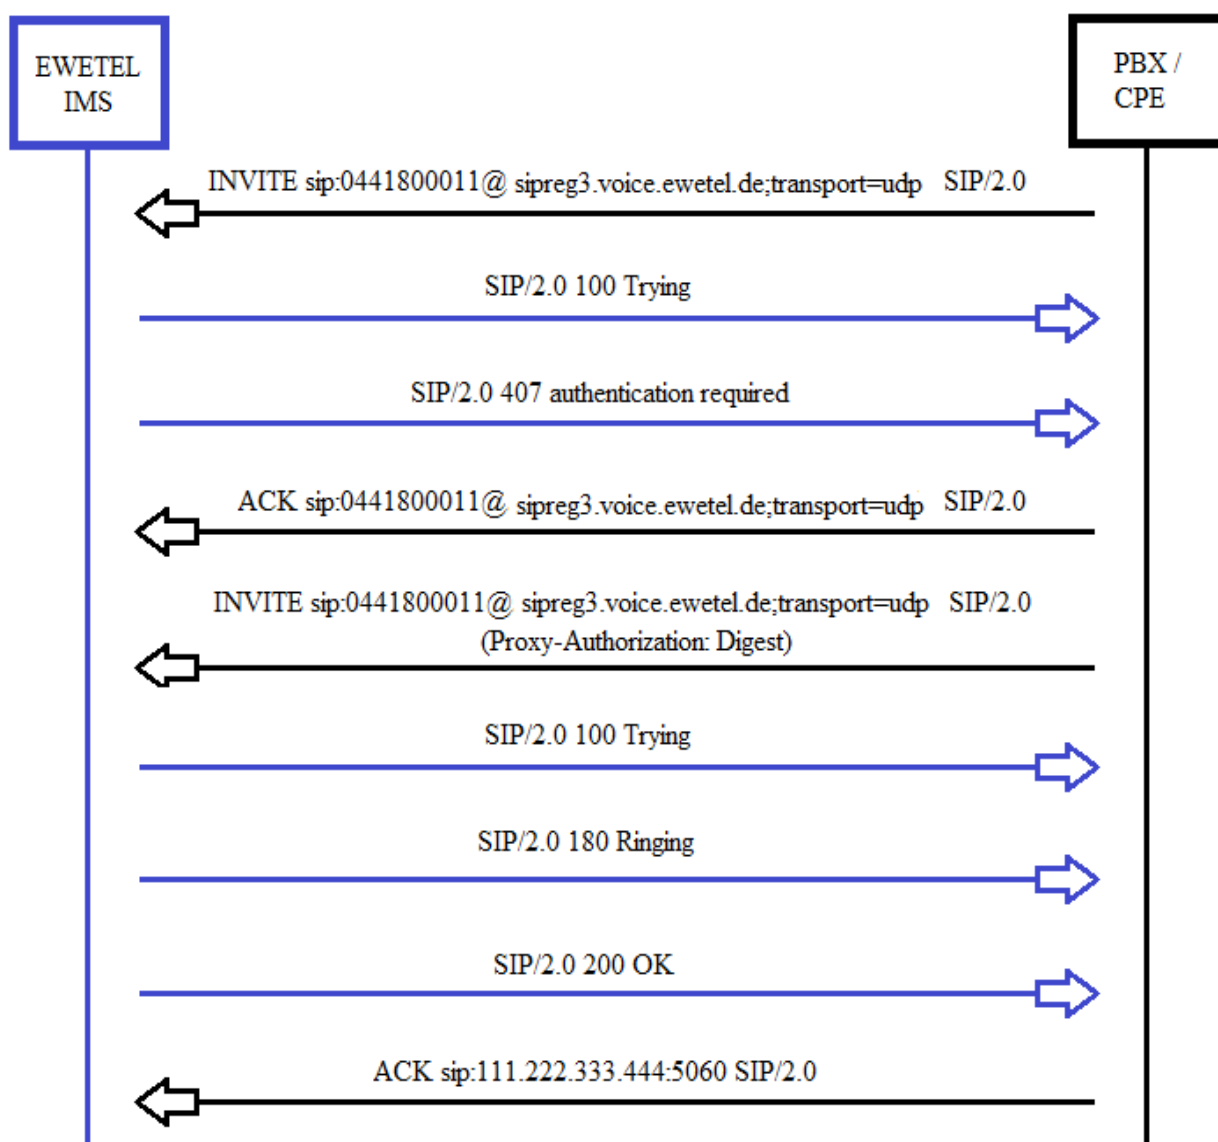 EWETEL
IMS
PBX /
CPE
INVITE sip:0441800011@ sipreg3.voice.ewetel.de;transport=udp SIP/2.0
SIP/2.0 100 Trying
SIP/2.0 407 authentication required
ACK sip:0441800011@ sipreg3.voice.ewetel.de;transport=udp SIP/2.0
INVITE sip:0441800011@ sipreg3.voice.ewetel.de;transport=udp SIP/2.0
(Proxy-Authorization: Digest)
SIP/2.0 100 Trying
SIP/2.0 180 Ringing
SIP/2.0 200 OK
ACK sip:111.222.333.444:5060 SIP/2.0